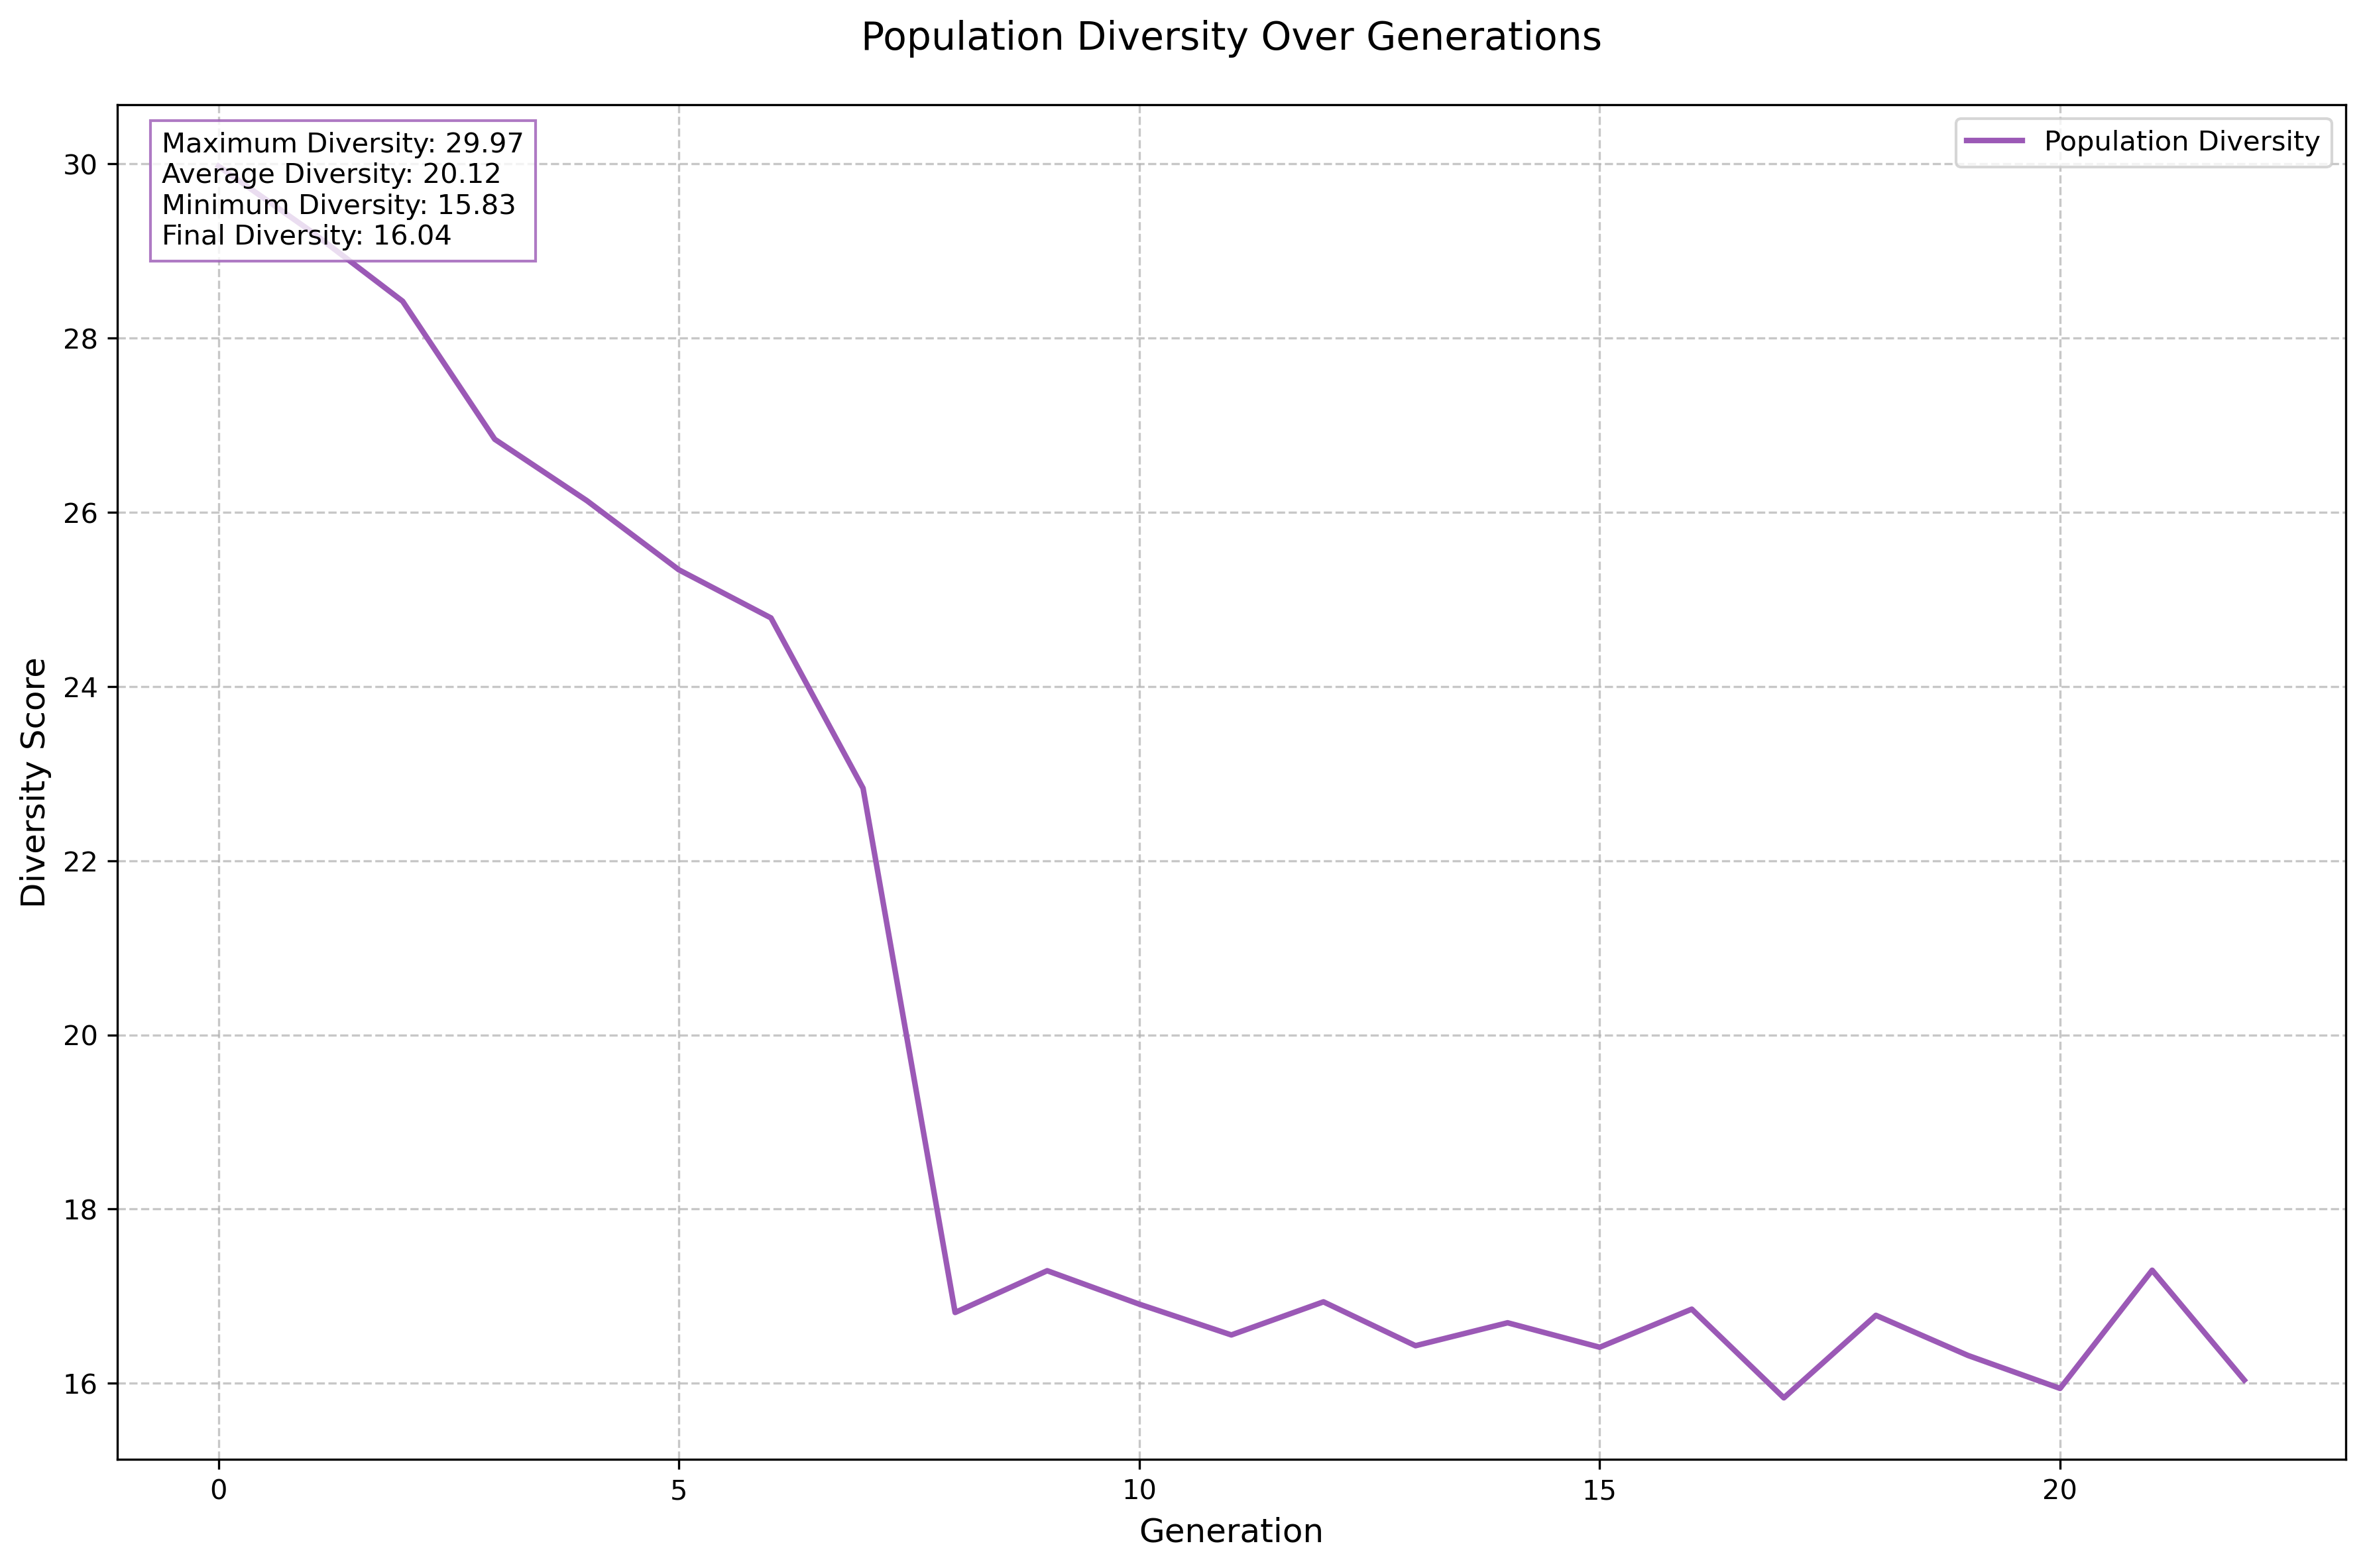 Population Diversity Over Generations
Maximum Diversity: 29.97
Average Diversity: 20.12
Minimum Diversity: 15.83
Final Diversity: 16.04
Population Diversity
30
28
26
24
22
20
18
16
Diversity Score
0 5 10 15 20
Generation